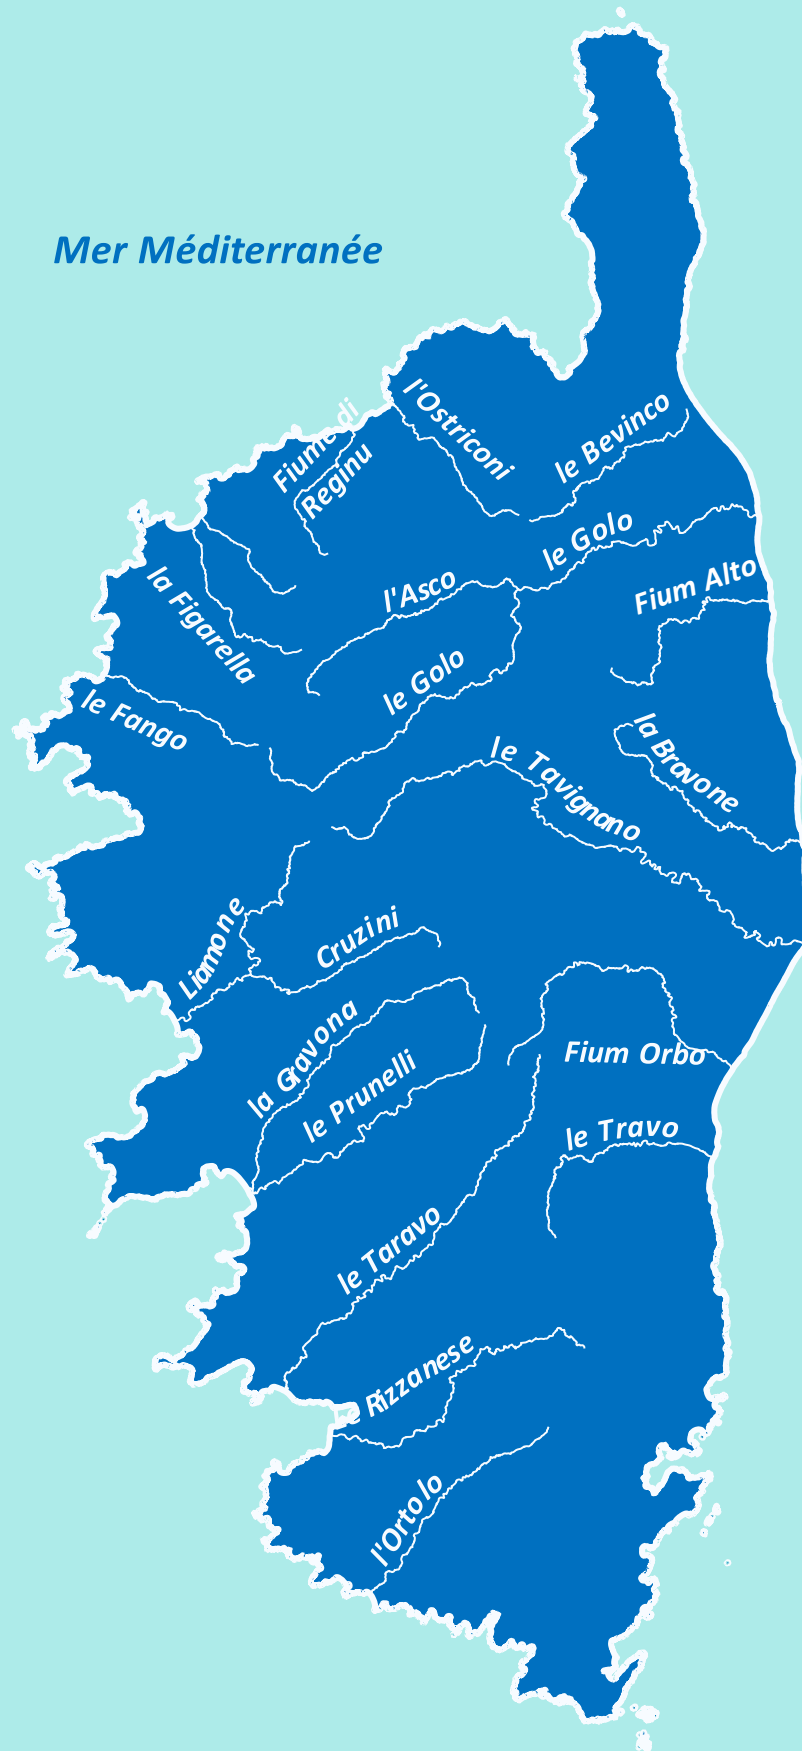 Mer Méditerranée
l'Ostriconi
Fiume di
Reginu
le Bevinco
le Golo
Fium Alto
l'Asco
la Figarella
le Golo
le Fango
la Bravone
le Tavignano
Liamone
Cruzini
la Gravona
Fium Orbo
le Prunelli
le Travo
le Taravo
Rizzanese
l'Ortolo